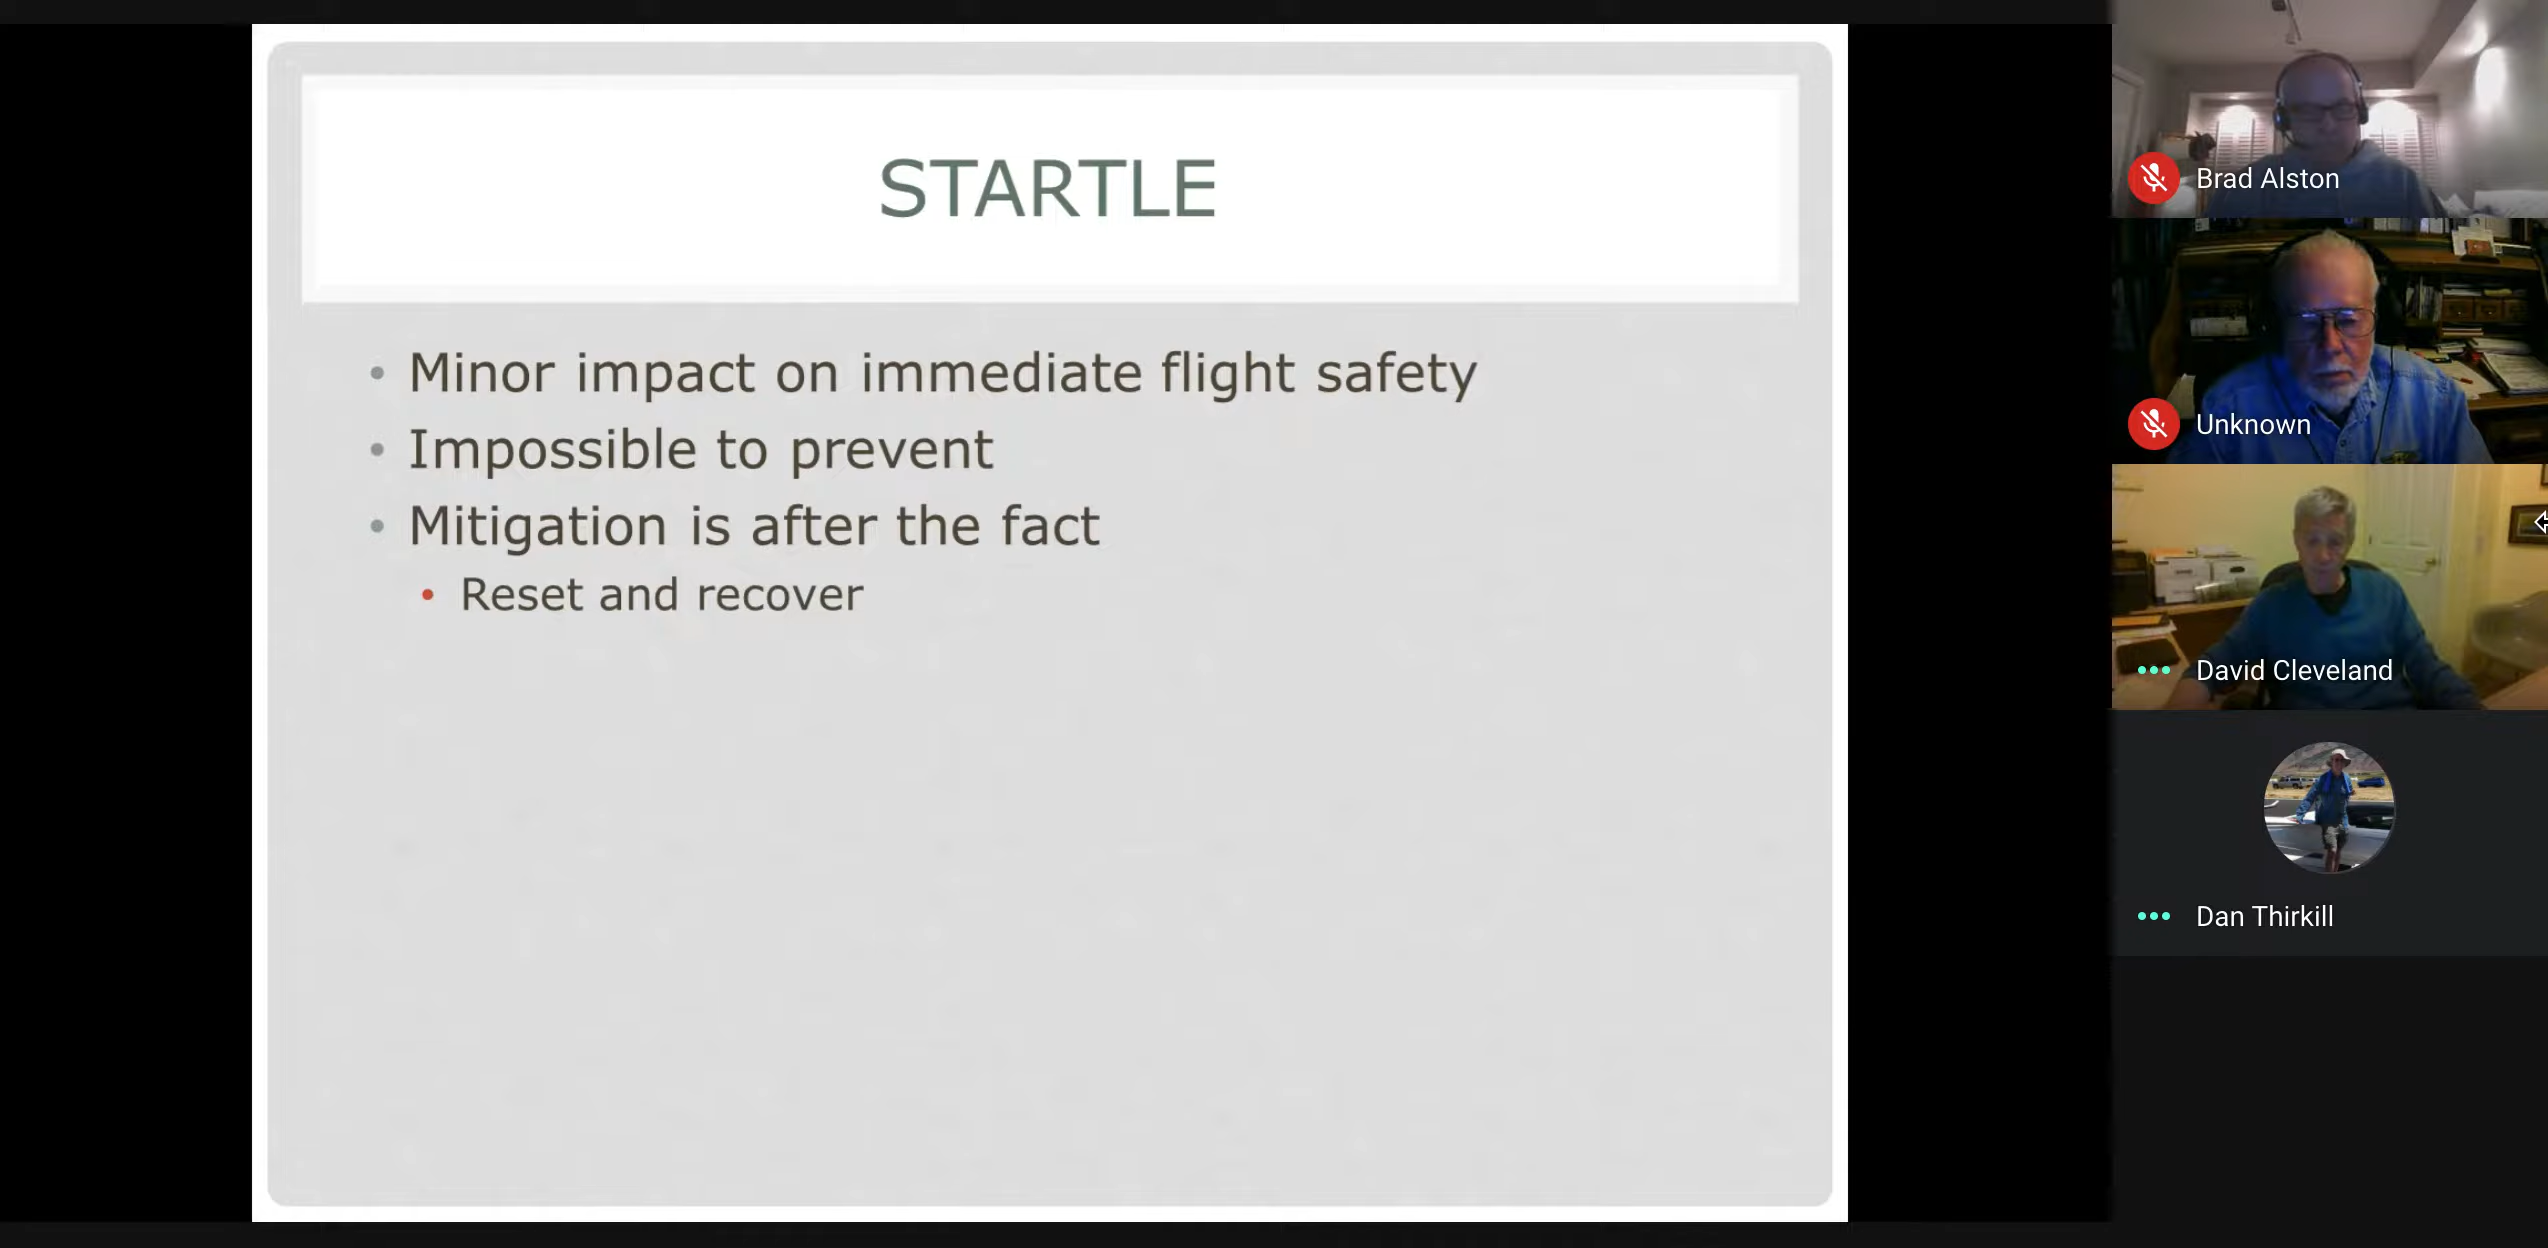 STARTLE
• Minor impact on immediate flight safety
• Impossible to prevent
• Mitigation is after the fact
• Reset and recover
Brad Alston
Unknown
David Cleveland
Dan Thirkill